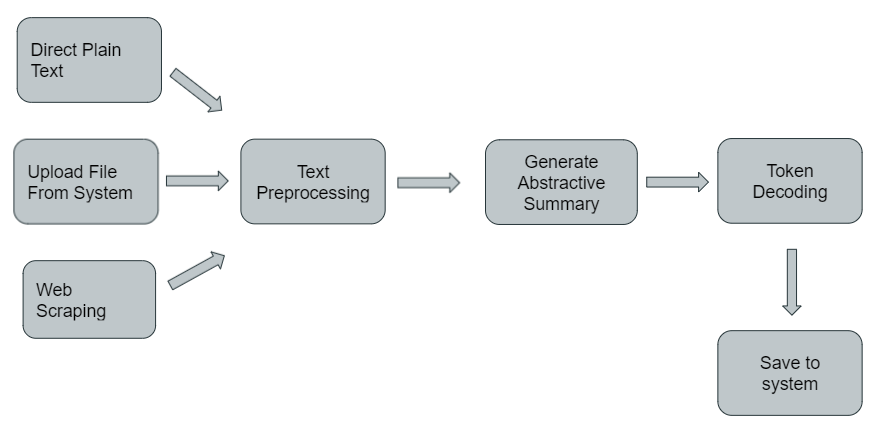 Direct Plain
Text
Upload File
From System
Web
Scraping
Text
Preprocessing
Generate
Abstractive
Summary
Token
Decoding
Save to
system